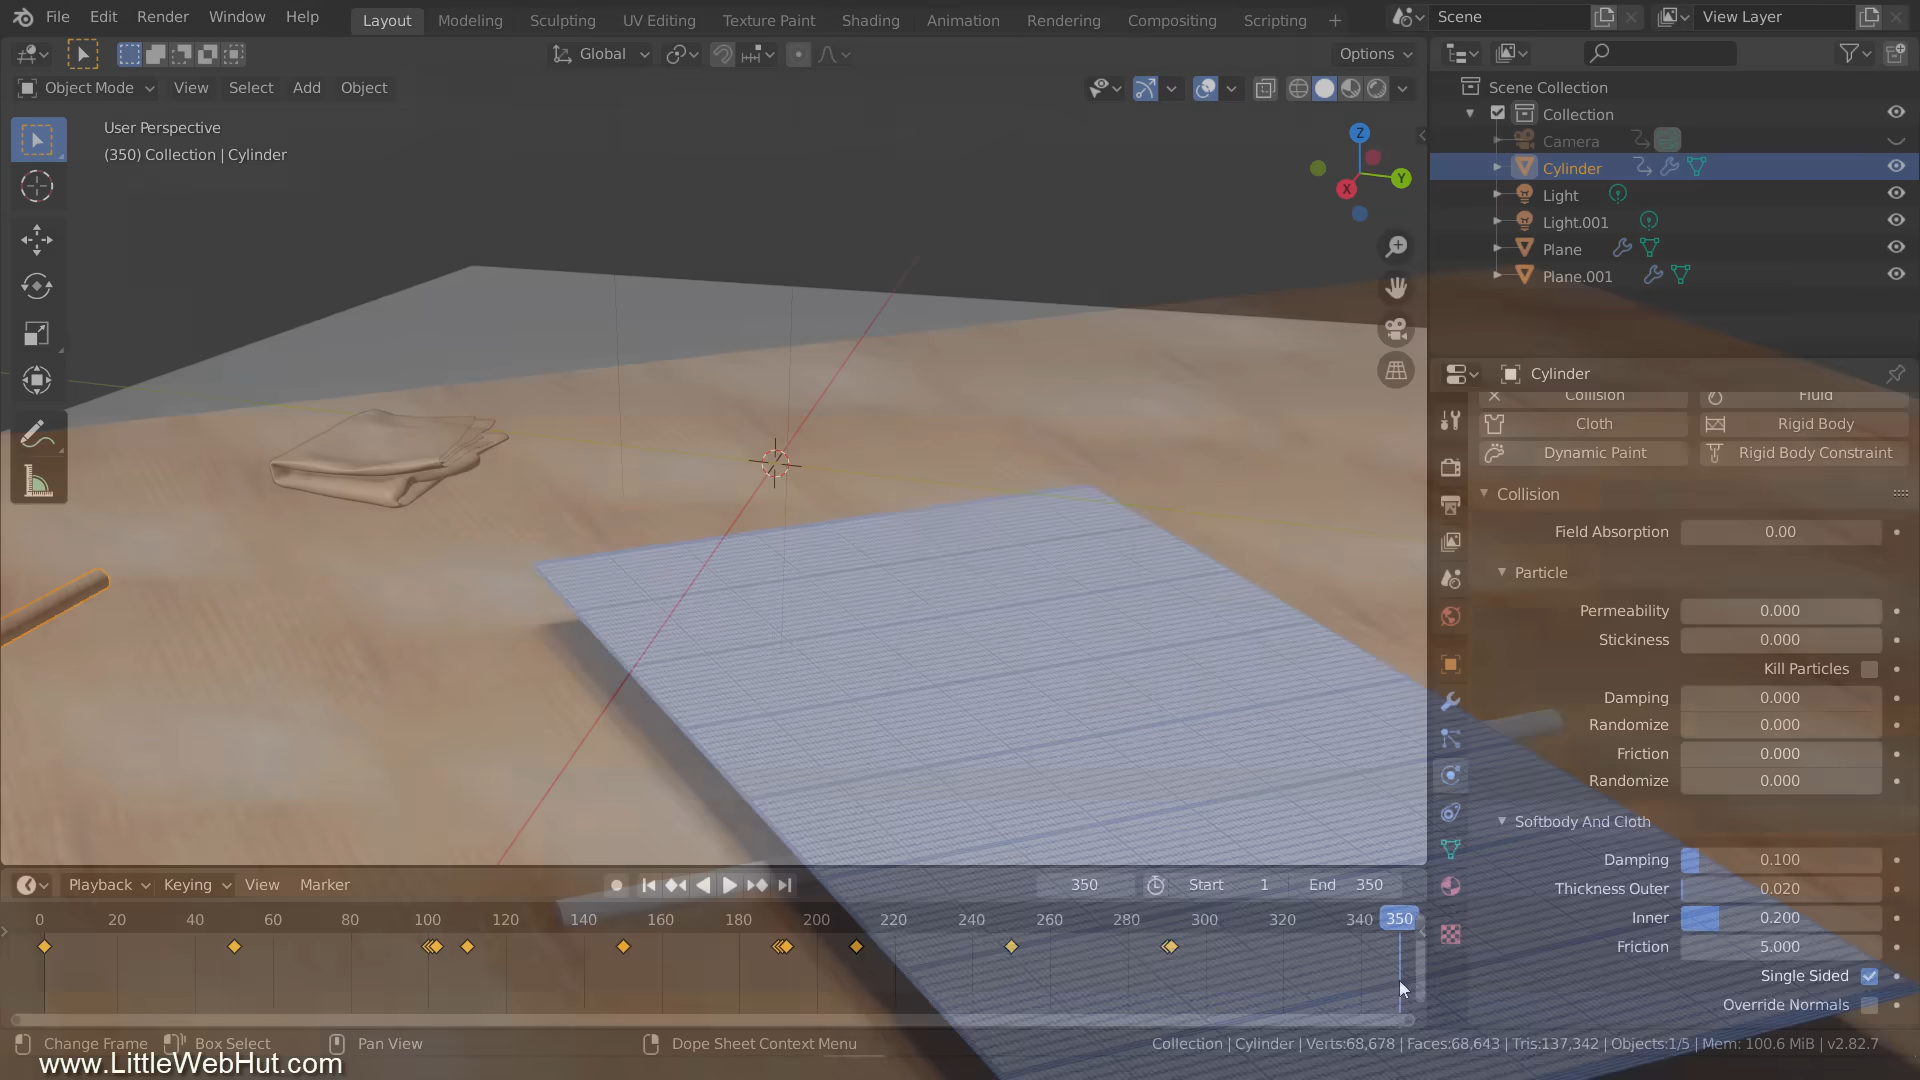 File Edit Render Window Help Layout Modeling Sculpting UV Editing Texture Paint Shading Animation Rendering Compositing Scripting + Scene View Layer
Global Options
Object Mode View Select Add Object
User Perspective
(350) Collection | Cylinder
Z
Y
X
Scene Collection
Collection
Camera
Cylinder
Light
Light.001
Plane
Plane.001
Cylinder
Collision Fluid
Cloth Rigid Body
Dynamic Paint Rigid Body Constraint
Collision
Field Absorption 0.00
Particle
Permeability 0.000
Stickiness 0.000
Kill Particles
Damping 0.000
Randomize 0.000
Friction 0.000
Randomize 0.000
Softbody And Cloth
Damping 0.100
Thickness Outer 0.020
Inner 0.200
Friction 5.000
Single Sided
Override Normals
Playback Keying View Marker 350 Start 1 End 350
0 20 40 60 80 100 120 140 160 180 200 220 240 260 280 300 320 340 350
Change Frame Box Select Pan View Dope Sheet Context Menu Collection | Cylinder | Verts:68,678 | Faces:68,643 | Tris:137,342 | Objects:1/5 | Mem: 100.6 MiB | v2.82.7
www.LittleWebHut.com